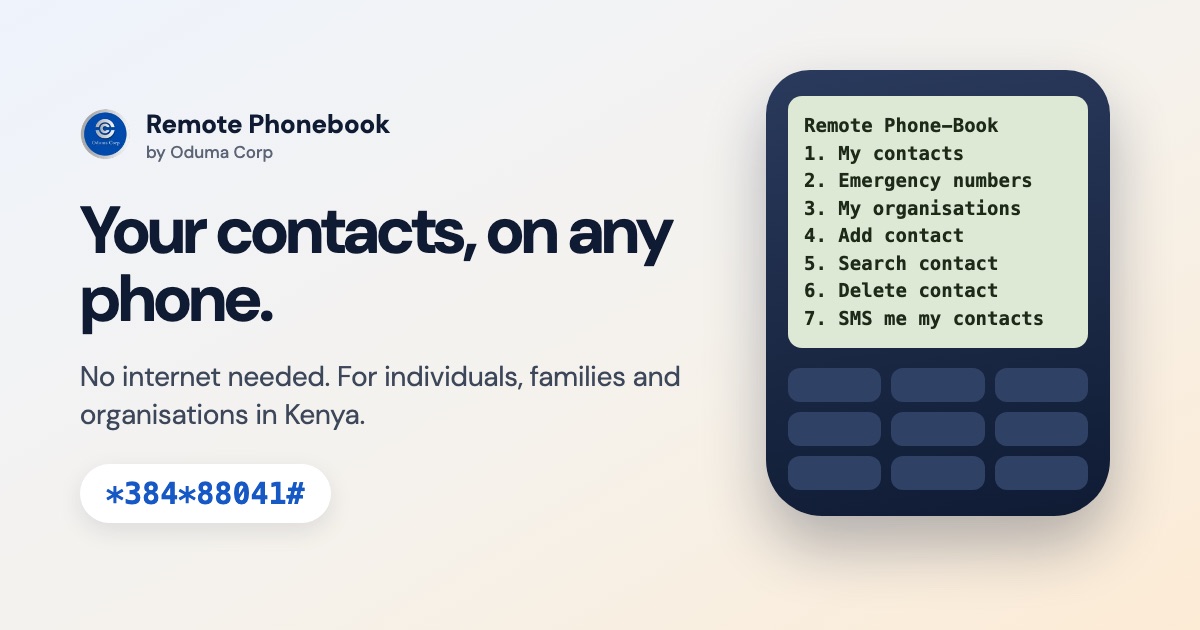 Remote Phonebook
by Oduma Corp
Oduma Corp
Your contacts, on any
phone.
No internet needed. For individuals, families and
organisations in Kenya.
*384*88041#
Remote Phone-Book
1. My contacts
2. Emergency numbers
3. My organisations
4. Add contact
5. Search contact
6. Delete contact
7. SMS me my contacts